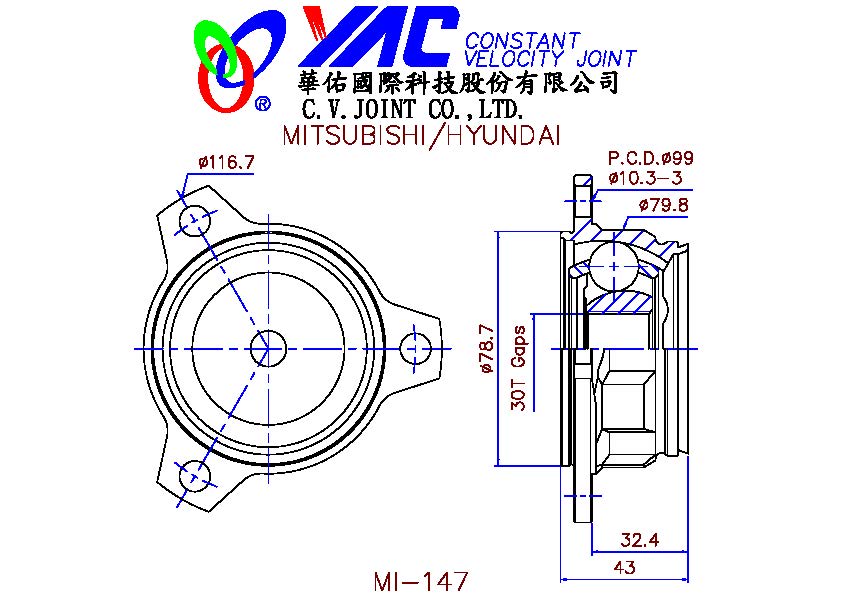 YAC CONSTANT
VELOCITY JOINT
華佑國際科技股份有限公司
®
C.V.JOINT CO.,LTD.
MITSUBISHI/HYUNDAI
ø116.7
P.C.D.ø99
ø10.3-3
ø79.8
ø78.7
30T Gaps
32.4
43
MI-147